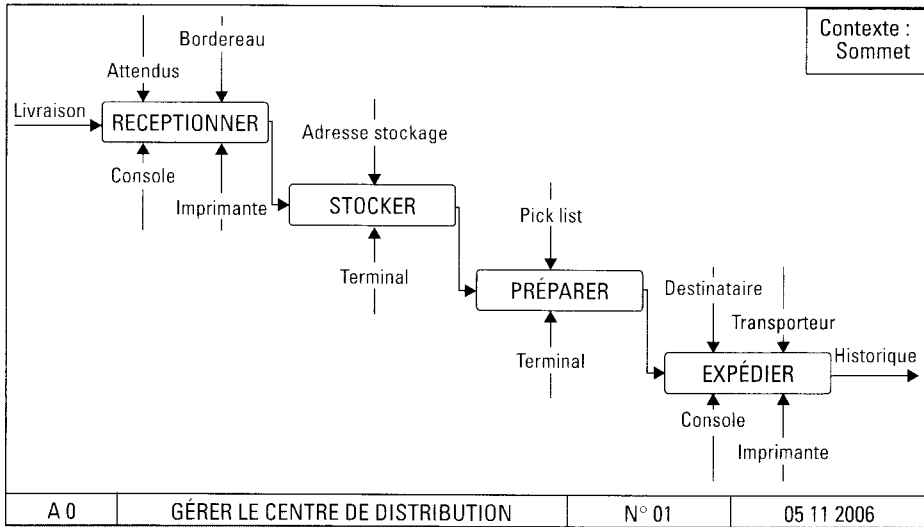 Contexte :
Sommet
Bordereau
Attendus
Livraison
RECEPTIONNER
Console
Imprimante
Adresse stockage
STOCKER
Terminal
Pick list
PRÉPARER
Terminal
Destinataire
Transporteur
Historique
EXPÉDIER
Console
Imprimante
A 0
GÉRER LE CENTRE DE DISTRIBUTION
N° 01
05 11 2006